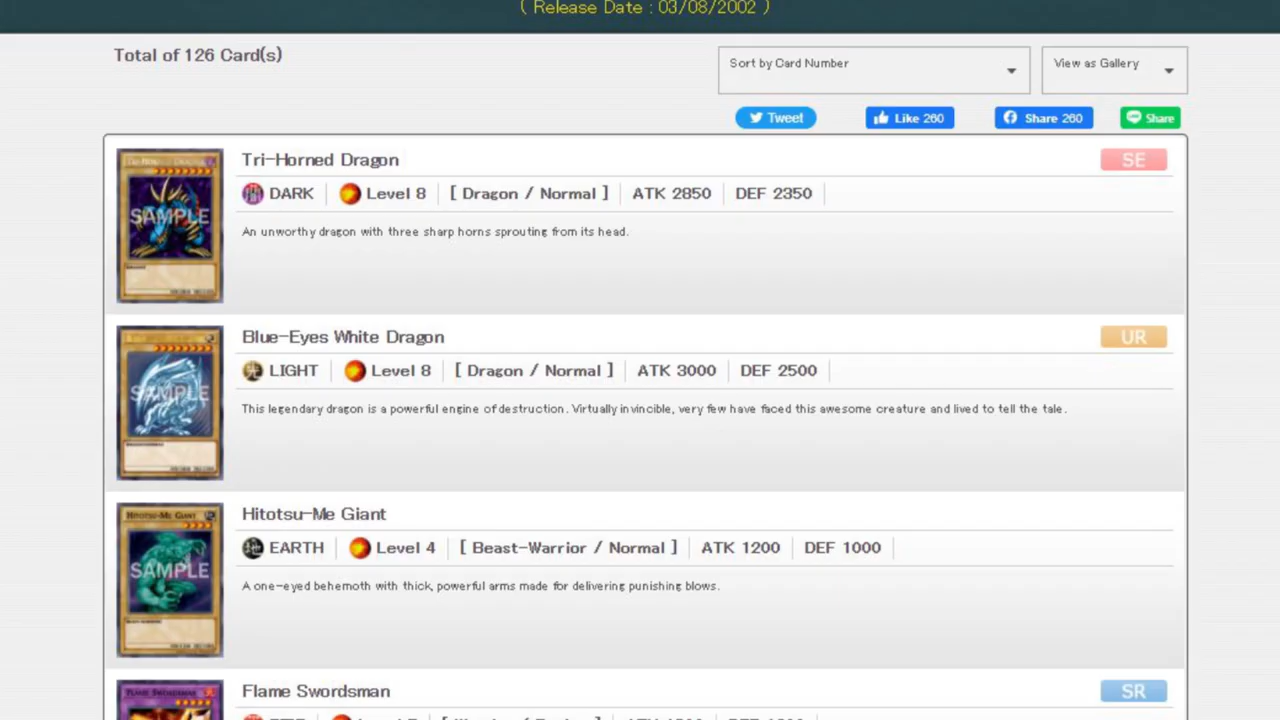 ( Release Date : 03/08/2002 )
Total of 126 Card(s)
Sort by Card Number
View as Gallery
Tweet
Like 260
Share 260
Share
Tri-Horned Dragon
SE
DARK Level 8 [ Dragon / Normal ] ATK 2850 DEF 2350
An unworthy dragon with three sharp horns sprouting from its head.
SAMPLE
Blue-Eyes White Dragon
UR
LIGHT Level 8 [ Dragon / Normal ] ATK 3000 DEF 2500
This legendary dragon is a powerful engine of destruction. Virtually invincible, very few have faced this awesome creature and lived to tell the tale.
SAMPLE
Hitotsu-Me Giant
HITOTSU-ME GIANT
EARTH Level 4 [ Beast-Warrior / Normal ] ATK 1200 DEF 1000
A one-eyed behemoth with thick, powerful arms made for delivering punishing blows.
SAMPLE
Flame Swordsman
SR
FLAME SWORDSMAN